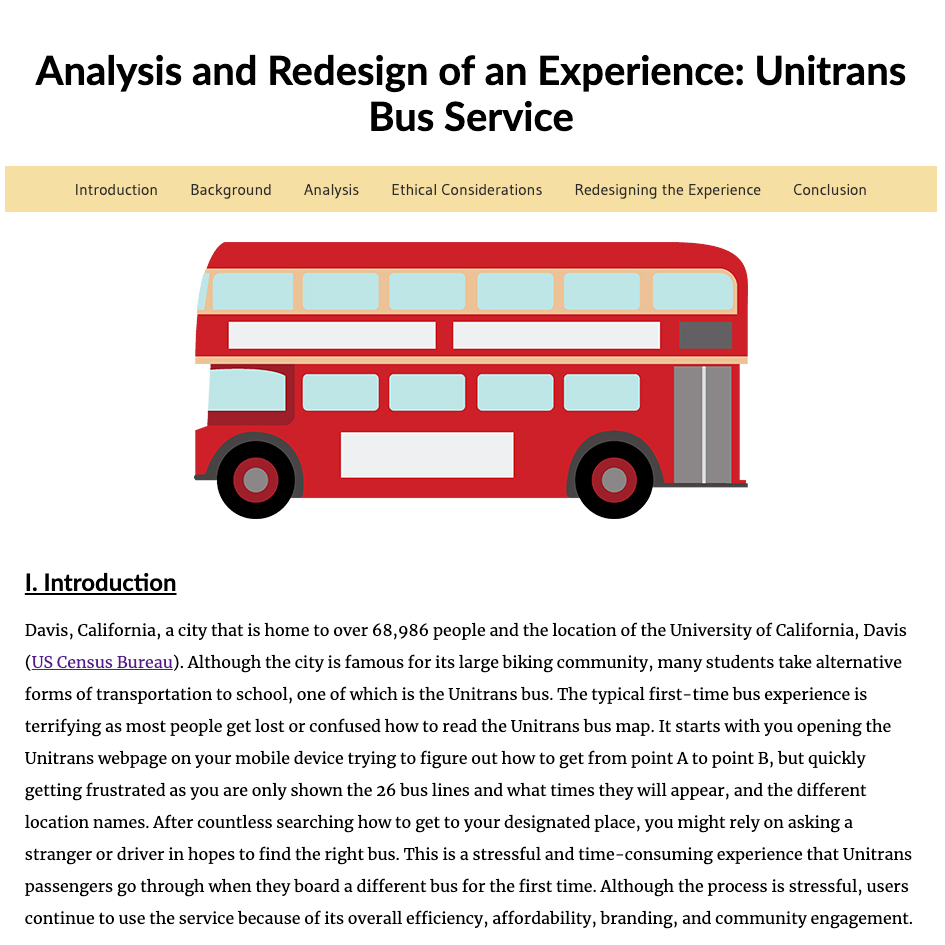 Analysis and Redesign of an Experience: Unitrans
Bus Service
Introduction Background Analysis Ethical Considerations Redesigning the Experience Conclusion
I. Introduction
Davis, California, a city that is home to over 68,986 people and the location of the University of California, Davis
(US Census Bureau). Although the city is famous for its large biking community, many students take alternative
forms of transportation to school, one of which is the Unitrans bus. The typical first-time bus experience is
terrifying as most people get lost or confused how to read the Unitrans bus map. It starts with you opening the
Unitrans webpage on your mobile device trying to figure out how to get from point A to point B, but quickly
getting frustrated as you are only shown the 26 bus lines and what times they will appear, and the different
location names. After countless searching how to get to your designated place, you might rely on asking a
stranger or driver in hopes to find the right bus. This is a stressful and time-consuming experience that Unitrans
passengers go through when they board a different bus for the first time. Although the process is stressful, users
continue to use the service because of its overall efficiency, affordability, branding, and community engagement.